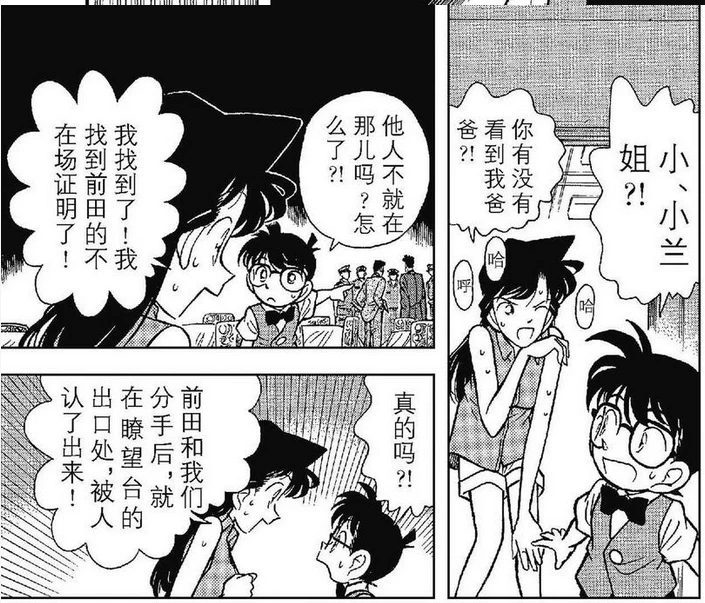 小、小兰
姐?!
你有没有
看到我爸
爸?!
哈
呼
哈
他人不就在
那儿吗?怎
么了?!
我找到了!我
找到前田的不
在场证明了!
真的吗?!
前田和我们
分手后,就
在瞭望台的
出口处,被人
认了出来!